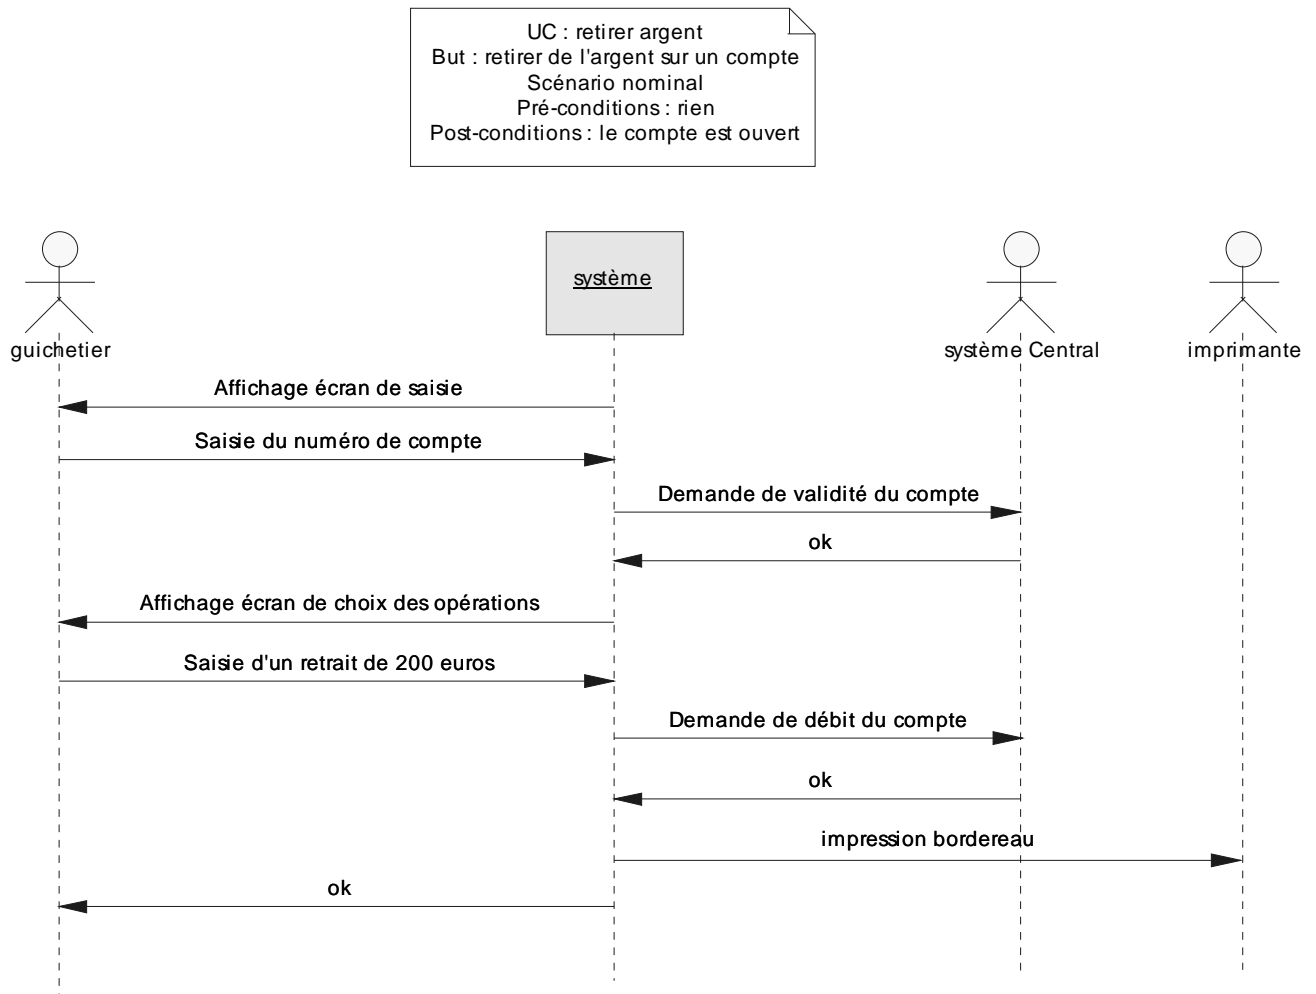 UC : retirer argent
But : retirer de l'argent sur un compte
Scénario nominal
Pré-conditions : rien
Post-conditions : le compte est ouvert
système
guichetier
système Central
imprimante
Affichage écran de saisie
Saisie du numéro de compte
Demande de validité du compte
ok
Affichage écran de choix des opérations
Saisie d'un retrait de 200 euros
Demande de débit du compte
ok
impression bordereau
ok